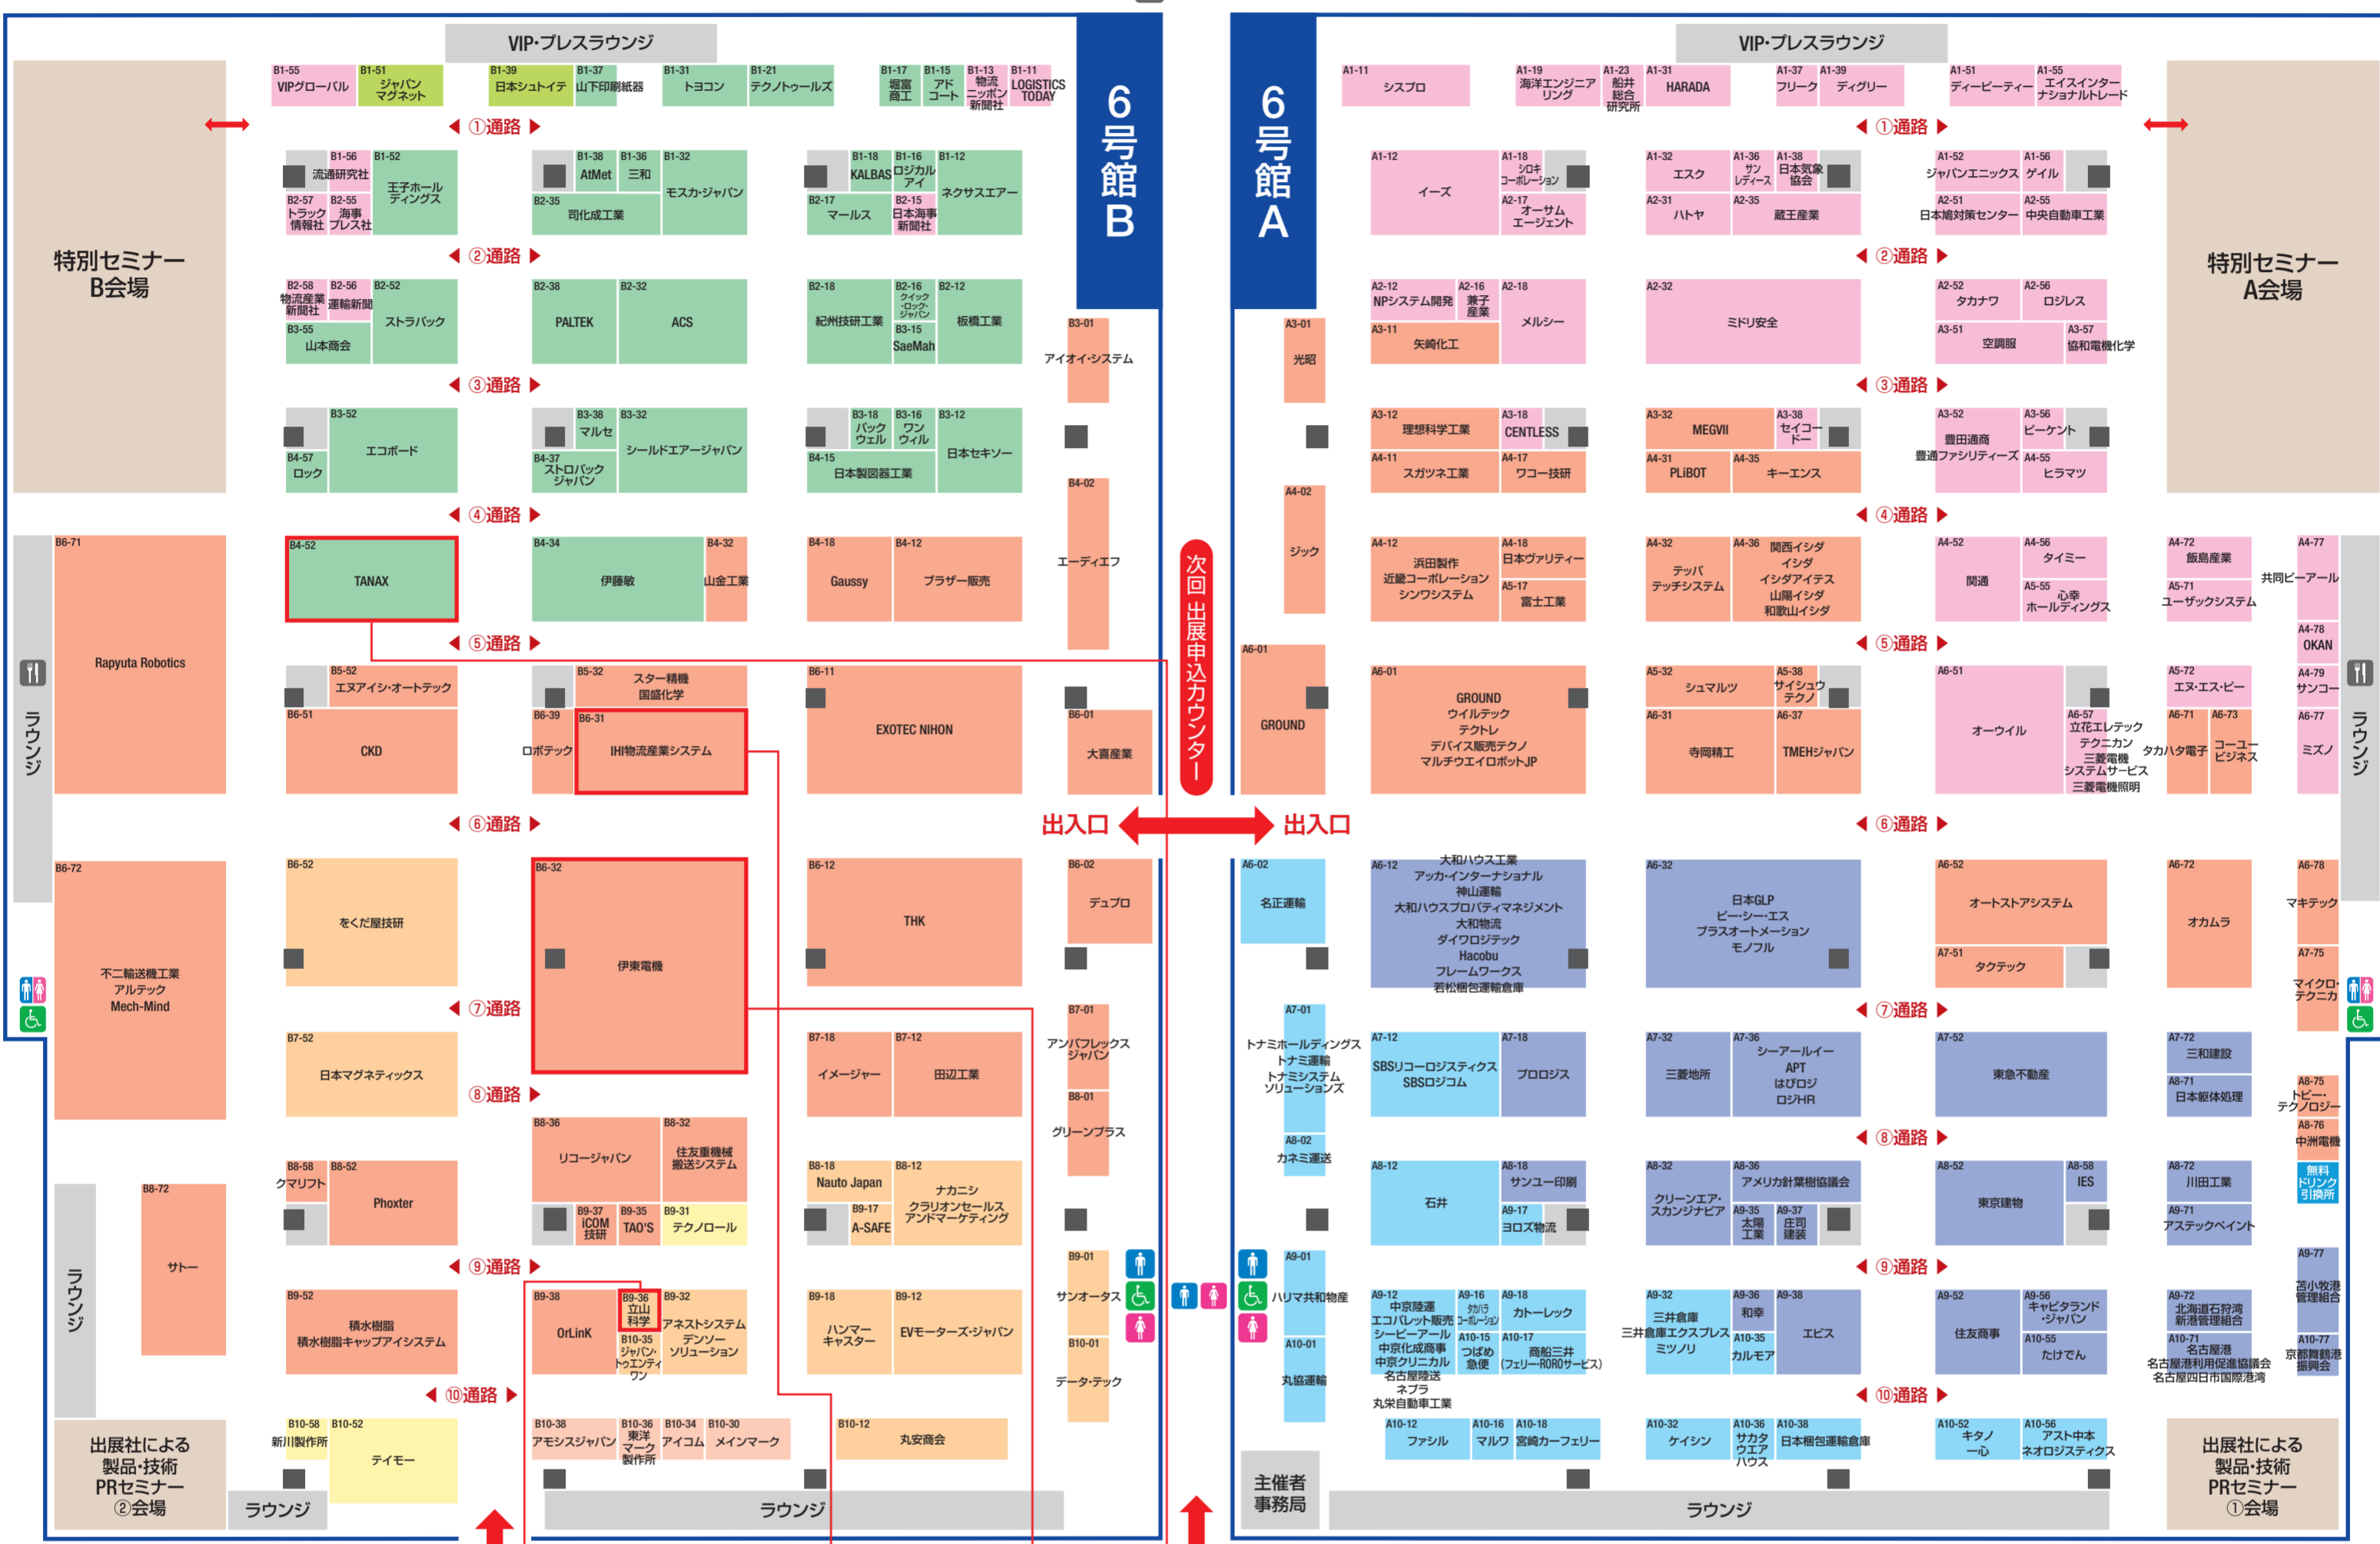 VIP・プレスラウンジ
B1-55
VIPグローバル
B1-51
ジャパン
マグネット
B1-39
日本シュトイテ
B1-37
山下印刷紙器
B1-31
トヨコン
B1-21
テクノトゥールズ
B1-17
堀富
商工
B1-15
アド
コート
B1-13
物流
ニッポン
新聞社
B1-11
LOGISTICS
TODAY
6号館B
特別セミナー
B会場
①通路
B1-56
流通研究社
B1-52
王子ホール
ディングス
B2-57
トラック
情報社
B2-55
海事
プレス社
B1-38
AtMet
B1-36
三和
B1-32
モスカ・ジャパン
B2-35
司化成工業
B1-18
KALBAS
B1-16
ロジカル
アイ
B1-12
ネクサスエアー
B2-17
マールス
B2-15
日本海事
新聞社
②通路
B2-58
物流産業
新聞社
B2-56
運輸新聞
B2-52
ストラパック
B3-55
山本商会
B2-38
PALTEK
B2-32
ACS
B2-18
紀州技研工業
B2-16
クイック
・ロック・
ジャパン
B2-12
板橋工業
B3-15
SaeMah
B3-01
アイオイ・システム
③通路
B3-52
エコボード
B4-57
ロック
B3-38
マルセ
B3-32
シールドエアージャパン
B4-37
ストロパック
ジャパン
B3-18
パック
ウェル
B3-16
ワン
ウィル
B3-12
日本セキソー
B4-15
日本製図器工業
B4-02
エーディエフ
④通路
B6-71
Rapyuta Robotics
B4-52
TANAX
B4-34
伊藤敏
B4-32
山金工業
B4-18
Gaussy
B4-12
ブラザー販売
⑤通路
ラウンジ
B5-52
エヌアイシ・オートテック
B6-51
CKD
B5-32
スター精機
国盛化学
B6-39
ロボテック
B6-31
IHI物流産業システム
B6-11
EXOTEC NIHON
B6-01
大喜産業
⑥通路
出入口
B6-72
不二輸送機工業
アルテック
Mech-Mind
B6-52
をくだ屋技研
B6-32
伊東電機
B6-12
THK
B6-02
デュプロ
⑦通路
B7-52
日本マグネティックス
B7-18
イメージャー
B7-12
田辺工業
B7-01
アンパフレックス
ジャパン
B8-01
グリーンプラス
⑧通路
B8-36
リコージャパン
B8-32
住友重機械
搬送システム
ラウンジ
B8-72
サトー
B8-58
クマリフト
B8-52
Phoxter
B9-37
iCOM
技研
B9-35
TAO'S
B9-31
テクノロール
B8-18
Nauto Japan
B8-12
ナカニシ
クラリオンセールス
アンドマーケティング
B9-17
A-SAFE
⑨通路
B9-01
サンオータス
B10-01
データ・テック
B9-52
積水樹脂
積水樹脂キャップアイシステム
B9-38
OrLinK
B9-36
立山
科学
B9-32
アネストシステム
デンソー
ソリューション
B10-35
ジャパン・
トゥエンティ
ワン
B9-18
ハンマー
キャスター
B9-12
EVモーターズ・ジャパン
⑩通路
出展社による
製品・技術
PRセミナー
②会場
B10-58
新川製作所
B10-52
テイモー
B10-38
アモシスジャパン
B10-36
東洋
マーク
製作所
B10-34
アイコム
B10-30
メインマーク
B10-12
丸安商会
ラウンジ
ラウンジ
次回 出展申込カウンター
6号館A
VIP・プレスラウンジ
A1-11
シスプロ
A1-19
海洋エンジニア
リング
A1-23
船井
総合
研究所
A1-31
HARADA
A1-37
フリーク
A1-39
ディグリー
A1-51
ディーピーティー
A1-55
エイスインター
ナショナルトレード
特別セミナー
A会場
①通路
A1-12
イーズ
A1-18
シロキ
コーポレーション
A2-17
オーサム
エージェント
A1-32
エスク
A1-36
サン
レディース
A1-38
日本気象
協会
A2-31
ハトヤ
A2-35
蔵王産業
A1-52
ジャパンエニックス
A1-56
ゲイル
A2-51
日本鳩対策センター
A2-55
中央自動車工業
②通路
A3-01
光昭
A2-12
NPシステム開発
A2-16
兼子
産業
A2-18
メルシー
A3-11
矢崎化工
A2-32
ミドリ安全
A2-52
タカナワ
A2-56
ロジレス
A3-51
空調服
A3-57
協和電機化学
③通路
A3-12
理想科学工業
A3-18
CENTLESS
A4-11
スガツネ工業
A4-17
ワコー技研
A3-32
MEGVII
A3-38
セイコー
ドー
A4-31
PLiBOT
A4-35
キーエンス
A3-52
豊田通商
豊通ファシリティーズ
A3-56
ビーケント
A4-55
ヒラマツ
④通路
A4-02
ジック
A4-12
浜田製作
近畿コーポレーション
シンワシステム
A4-18
日本ヴァリティー
A5-17
富士工業
A4-32
テッパ
テッチシステム
A4-36
関西イシダ
イシダ
イシダアイテス
山陽イシダ
和歌山イシダ
A4-52
関通
A4-56
タイミー
A5-55
心幸
ホールディングス
A4-72
飯島産業
A5-71
ユーザックシステム
A4-77
共同ピーアール
A4-78
OKAN
A4-79
サンコー
⑤通路
A6-01
GROUND
A6-01
GROUND
ウイルテック
テクトレ
デバイス販売テクノ
マルチウエイロボットJP
A5-32
シュマルツ
A5-38
サイシュウ
テクノ
A6-31
寺岡精工
A6-37
TMEHジャパン
A6-51
オーウイル
A6-57
立花エレテック
テクニカン
三菱電機
システムサービス
三菱電機照明
A5-72
エヌ・エス・ピー
A6-71
タカハタ電子
A6-73
コーユー
ビジネス
A6-77
ミズノ
ラウンジ
出入口
⑥通路
A6-02
名正運輸
A6-12
大和ハウス工業
アッカ・インターナショナル
神山運輸
大和ハウスプロパティマネジメント
大和物流
ダイワロジテック
Hacobu
フレームワークス
若松梱包運輸倉庫
A6-32
日本GLP
ピー・シー・エス
プラスオートメーション
モノフル
A6-52
オートストアシステム
A7-51
タクテック
A6-72
オカムラ
A6-78
マキテック
A7-75
マイクロ・
テクニカ
⑦通路
A7-01
トナミホールディングス
トナミ運輸
トナミシステム
ソリューションズ
A8-02
カネミ運送
A7-12
SBSリコーロジスティクス
SBSロジコム
A7-18
プロロジス
A7-32
三菱地所
A7-36
シーアールイー
APT
はぴロジ
ロジHR
A7-52
東急不動産
A7-72
三和建設
A8-71
日本躯体処理
A8-75
トビー・
テクノロジー
A8-76
中洲電機
無料
ドリンク
引換所
⑧通路
A8-12
石井
A8-18
サンユー印刷
A9-17
ヨロズ物流
A8-32
クリーンエア・
スカンジナビア
A8-36
アメリカ針葉樹協議会
A9-35
太陽
工業
A9-37
庄司
建装
A8-52
東京建物
A8-58
IES
A8-72
川田工業
A9-71
アステックペイント
⑨通路
A9-01
ハリマ共和物産
A10-01
丸協運輸
A9-12
中京陸運
エコパレット販売
シーピーアール
中京化成商事
中京クリニカル
名古屋陸送
ネプラ
丸栄自動車工業
A9-16
タカハラ
コーポレーション
A9-18
カトーレック
A10-15
つばめ
急便
A10-17
商船三井
(フェリー・ROROサービス)
A9-32
三井倉庫
三井倉庫エクスプレス
ミツノリ
A9-36
和幸
A10-35
カルモア
A9-38
エビス
A9-52
住友商事
A9-56
キャピタランド
・ジャパン
A10-55
たけでん
A9-72
北海道石狩湾
新港管理組合
A10-71
名古屋港
名古屋港利用促進協議会
名古屋四日市国際港湾
A9-77
苫小牧港
管理組合
A10-77
京都舞鶴港
振興会
⑩通路
主催者
事務局
A10-12
ファシル
A10-16
マルワ
A10-18
宮崎カーフェリー
A10-32
ケイシン
A10-36
サカタ
ウエア
ハウス
A10-38
日本梱包運輸倉庫
A10-52
キタノ
一心
A10-56
アスト中本
ネオロジスティクス
ラウンジ
出展社による
製品・技術
PRセミナー
①会場